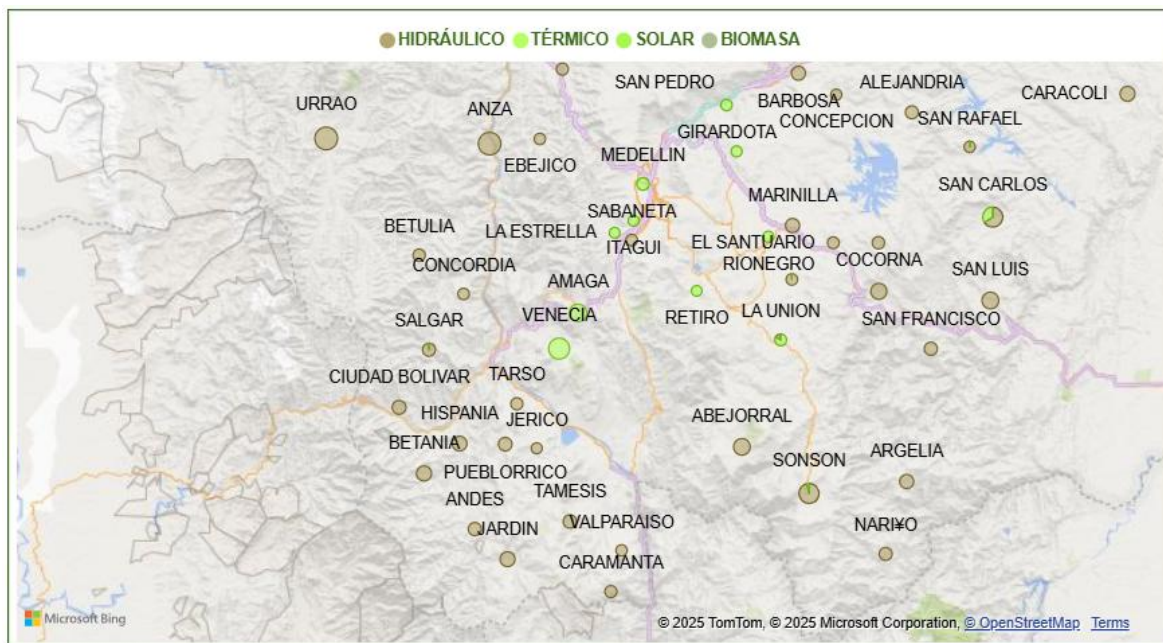 HIDRÁULICO TÉRMICO SOLAR BIOMASA
SAN PEDRO
ALEJANDRIA
CARACOLI
URRAO
ANZA
BARBOSA
CONCEPCION
SAN RAFAEL
GIRARDOTA
EBEJICO
MEDELLIN
SAN CARLOS
MARINILLA
BETULIA
SABANETA
LA ESTRELLA
ITAGUI
EL SANTUARIO
COCORNA
CONCORDIA
RIONEGRO
SAN LUIS
AMAGA
SALGAR
VENECIA
RETIRO
LA UNION
SAN FRANCISCO
CIUDAD BOLIVAR
TARSO
HISPANIA
JERICO
ABEJORRAL
BETANIA
ARGELIA
SONSON
PUEBLORRICO
ANDES
TAMESIS
JARDIN
VALPARAISO
NARI¥O
CARAMANTA
Microsoft Bing
© 2025 TomTom, © 2025 Microsoft Corporation, © OpenStreetMap Terms